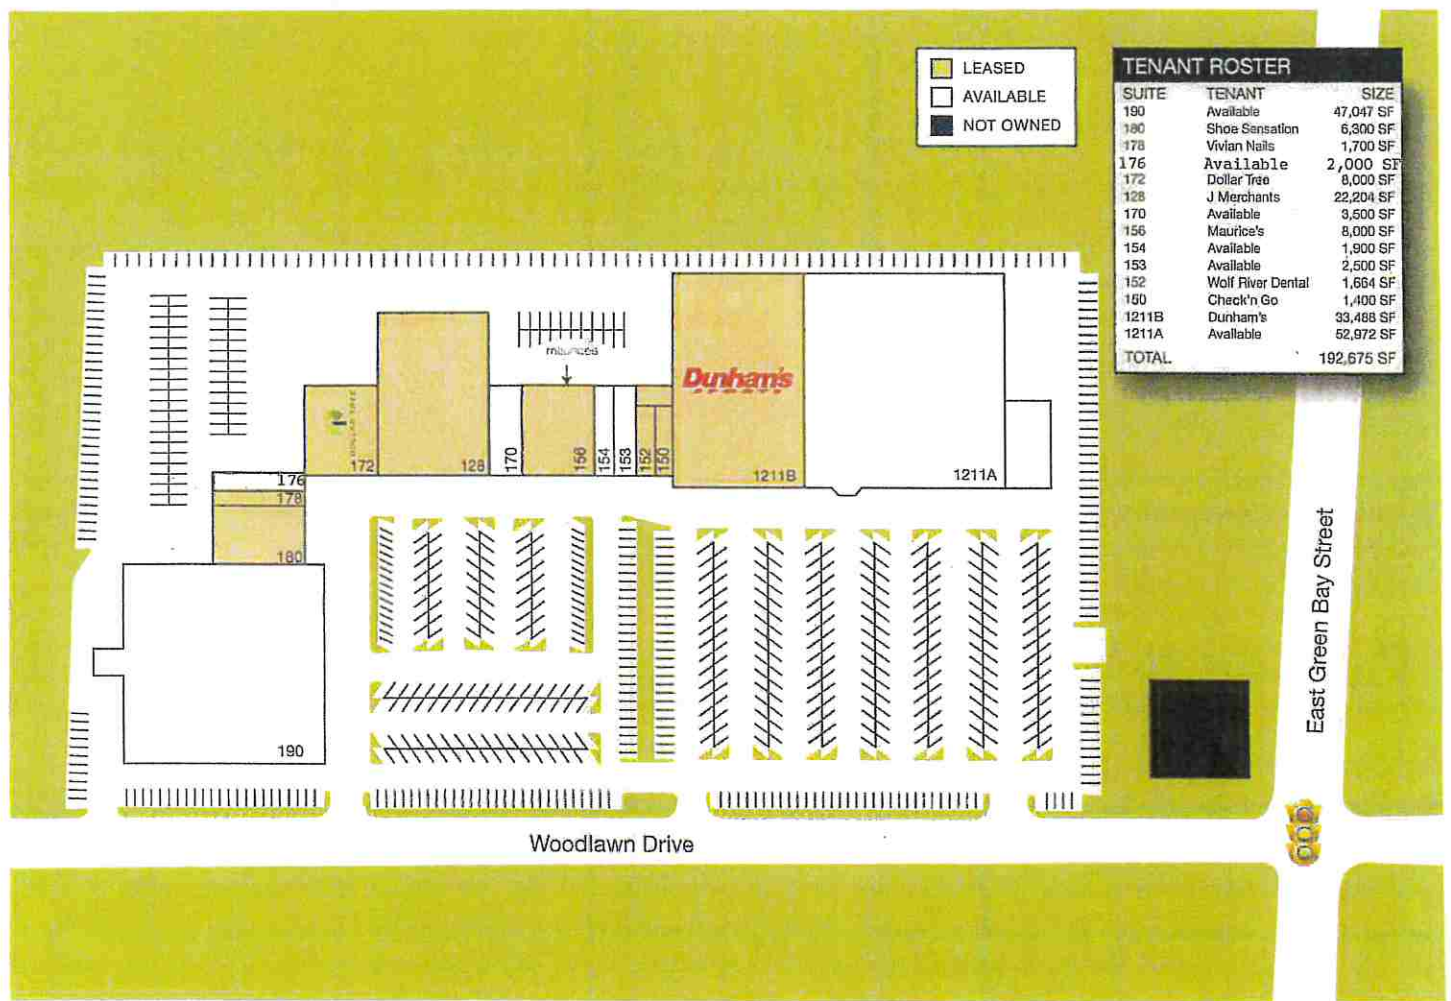 LEASED
AVAILABLE
NOT OWNED
TENANT ROSTER
SUITE TENANT SIZE
190 Available 47,047 SF
180 Shoe Sensation 6,300 SF
178 Vivian Nails 1,700 SF
176 Available 2,000 SF
172 Dollar Tree 8,000 SF
128 J Merchants 22,204 SF
170 Available 3,500 SF
156 Maurice's 8,000 SF
154 Available 1,900 SF
153 Available 2,500 SF
152 Wolf River Dental 1,664 SF
150 Check'n Go 1,400 SF
1211B Dunham's 33,488 SF
1211A Available 52,972 SF
TOTAL 192,675 SF
maurices
Dunham's
SPORTS
DOLLAR TREE
172
128
170
156
154
153
152
150
1211B
1211A
176
178
180
190
East Green Bay Street
Woodlawn Drive